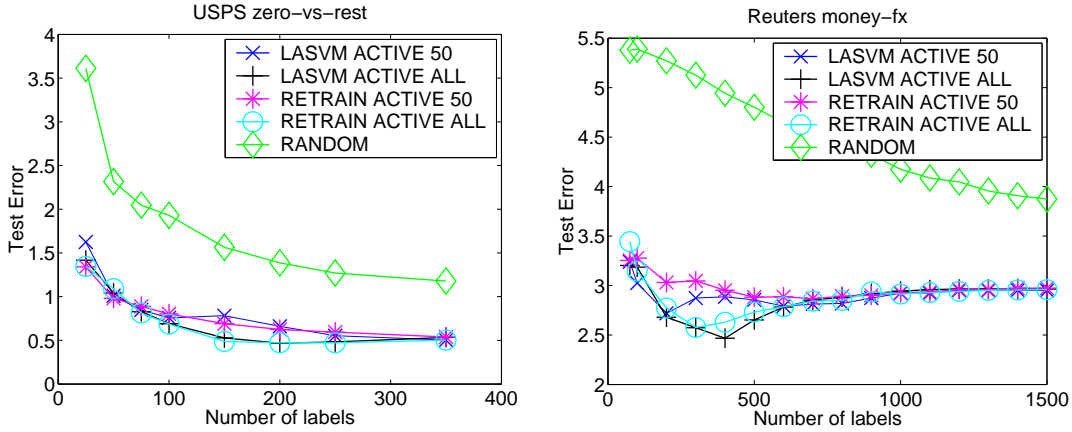 USPS zero−vs−rest
4
3.5
3
2.5
2
1.5
1
0.5
0
Test Error
LASVM ACTIVE 50
LASVM ACTIVE ALL
RETRAIN ACTIVE 50
RETRAIN ACTIVE ALL
RANDOM
0 100 200 300 400
Number of labels
Reuters money−fx
5.5
5
4.5
4
3.5
3
2.5
2
Test Error
LASVM ACTIVE 50
LASVM ACTIVE ALL
RETRAIN ACTIVE 50
RETRAIN ACTIVE ALL
RANDOM
0 500 1000 1500
Number of labels